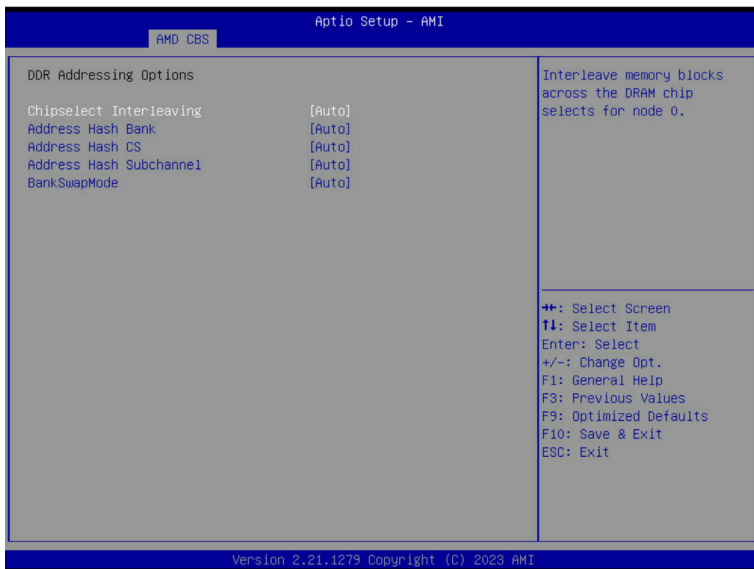 Aptio Setup – AMI
AMD CBS
DDR Addressing Options
Chipselect Interleaving [Auto]
Address Hash Bank [Auto]
Address Hash CS [Auto]
Address Hash Subchannel [Auto]
BankSwapMode [Auto]
Interleave memory blocks
across the DRAM chip
selects for node 0.
→←: Select Screen
↑↓: Select Item
Enter: Select
+/-: Change Opt.
F1: General Help
F3: Previous Values
F9: Optimized Defaults
F10: Save & Exit
ESC: Exit
Version 2.21.1279 Copyright (C) 2023 AMI